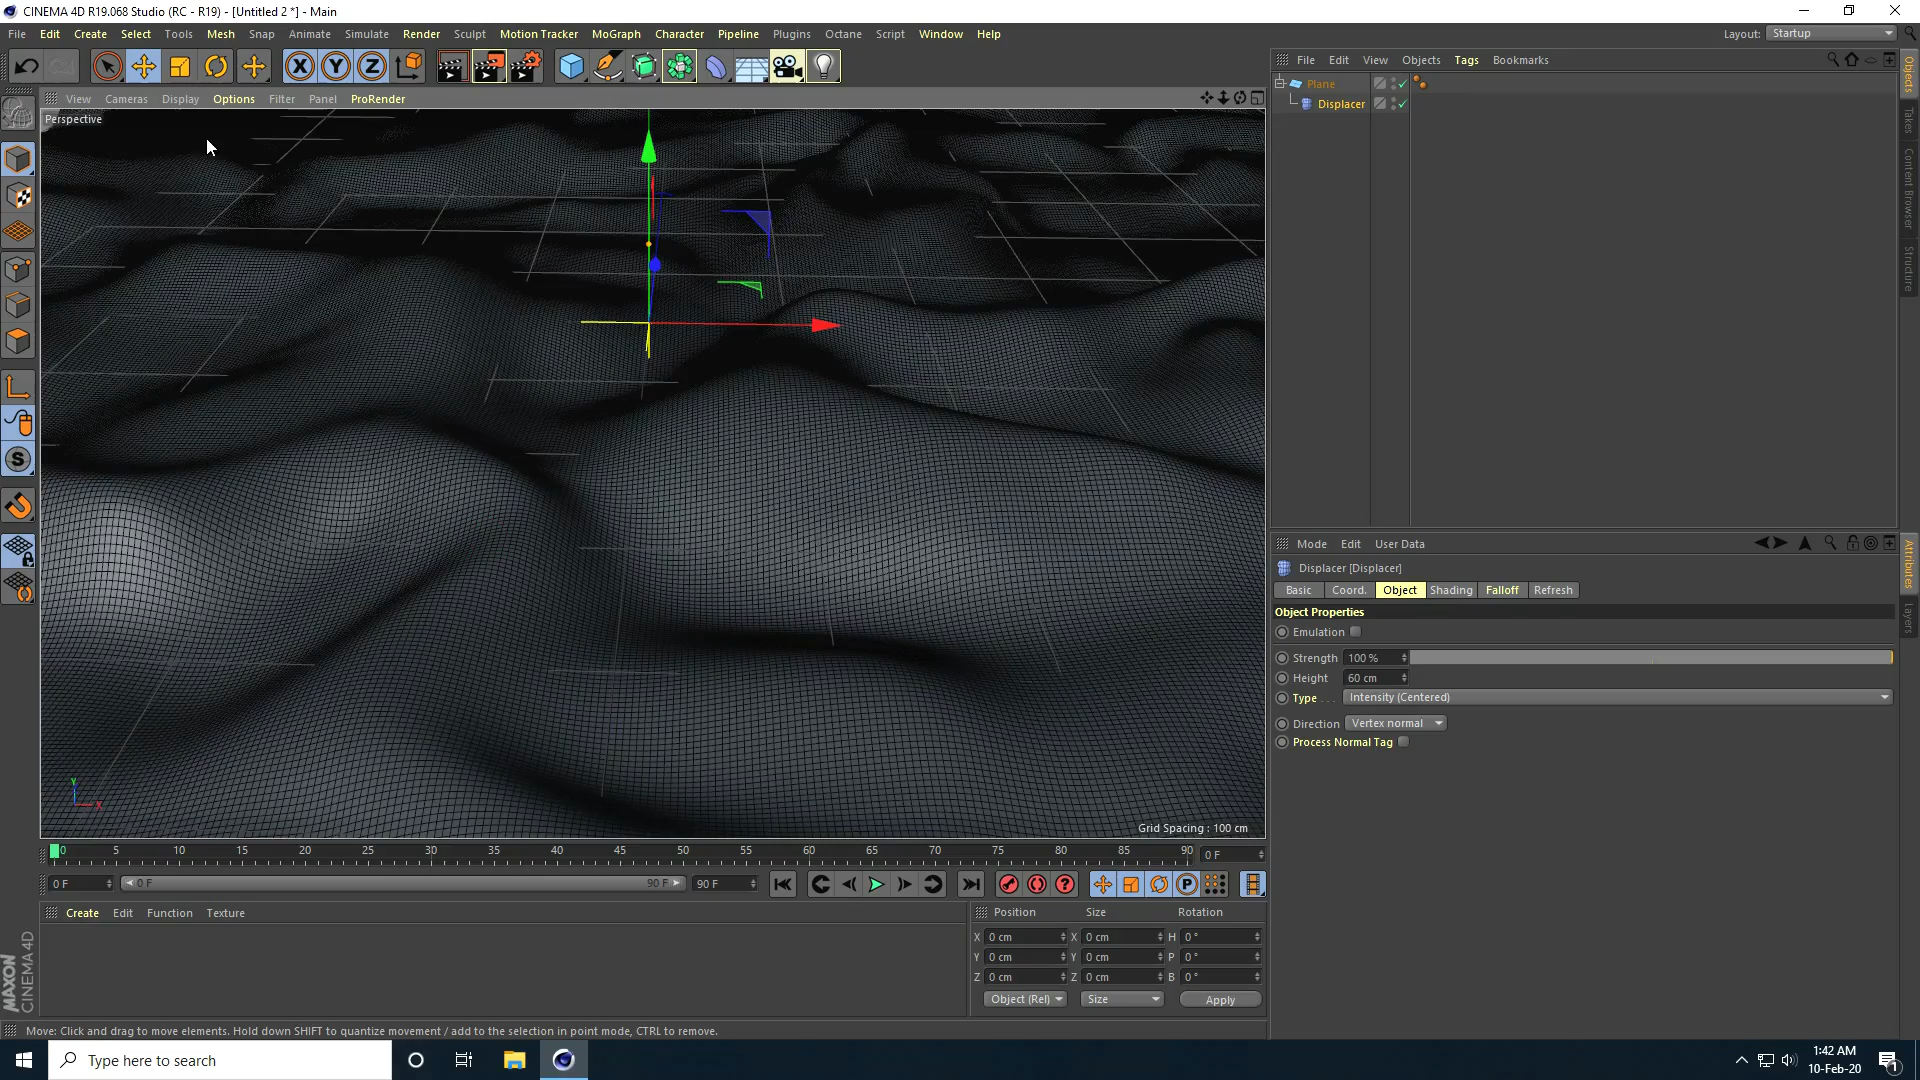 CINEMA 4D R19.068 Studio (RC - R19) - [Untitled 2 *] - Main
File Edit Create Select Tools Mesh Snap Animate Simulate Render Sculpt Motion Tracker MoGraph Character Pipeline Plugins Octane Script Window Help
Layout: Startup
X Y Z
File Edit View Objects Tags Bookmarks
View Cameras Display Options Filter Panel ProRender
Perspective
Plane
Displacer
Objects
Takes
Content Browser
Structure
S
Y
X
Grid Spacing : 100 cm
Mode Edit User Data
Displacer [Displacer]
Basic Coord. Object Shading Falloff Refresh
Object Properties
Emulation
Strength 100 %
Height 60 cm
Type Intensity (Centered)
Direction Vertex normal
Process Normal Tag
Attributes
Layers
0 5 10 15 20 25 30 35 40 45 50 55 60 65 70 75 80 85 90
0 F
0 F 0 F 90 F 90 F
? P
Create Edit Function Texture
Position Size Rotation
X 0 cm X 0 cm H 0 °
Y 0 cm Y 0 cm P 0 °
Z 0 cm Z 0 cm B 0 °
Object (Rel) Size Apply
MAXON
CINEMA 4D
Move: Click and drag to move elements. Hold down SHIFT to quantize movement / add to the selection in point mode, CTRL to remove.
Type here to search
1:42 AM
10-Feb-20
1